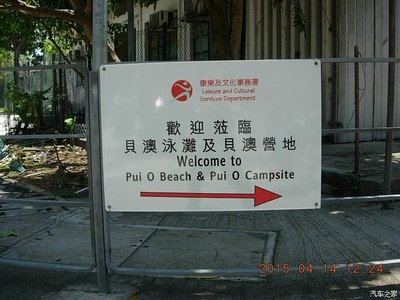 康樂及文化事務署
Leisure and Cultural
Services Department
歡迎蒞臨
貝澳泳灘及貝澳營地
Welcome to
Pui O Beach & Pui O Campsite
2015 04 14 12 24
汽车之家